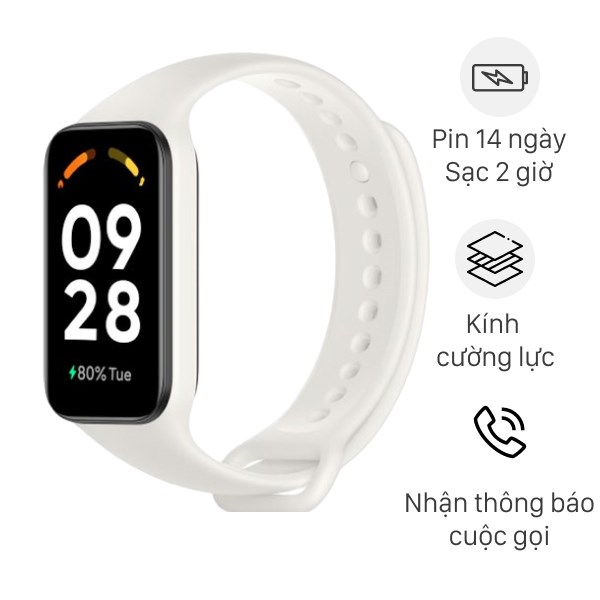 09
28
80% Tue
Pin 14 ngày
Sạc 2 giờ
Kính
cường lực
Nhận thông báo
cuộc gọi